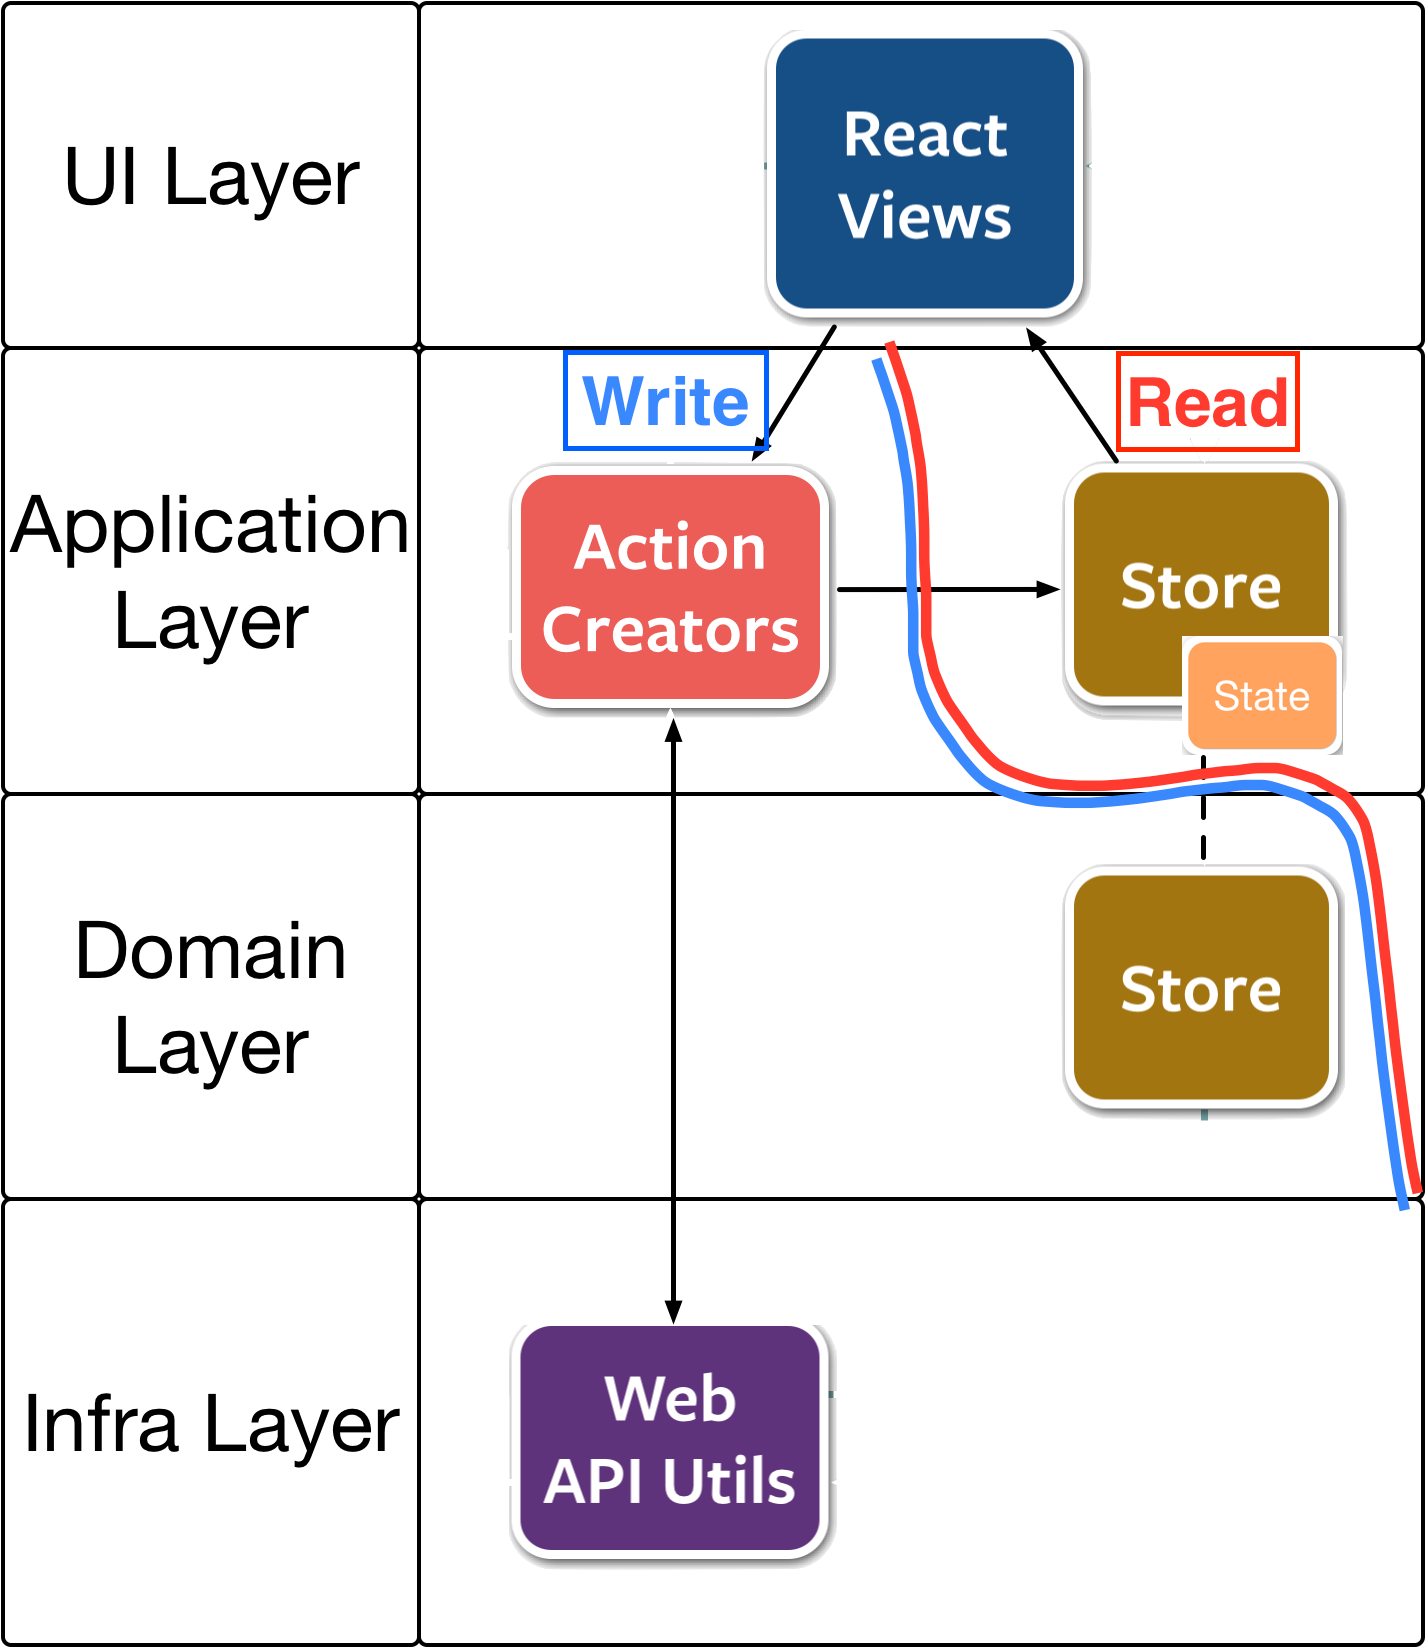 UI Layer
React
Views
Write
Read
Application
Layer
Action
Creators
Store
State
Domain
Layer
Store
Infra Layer
Web
API Utils